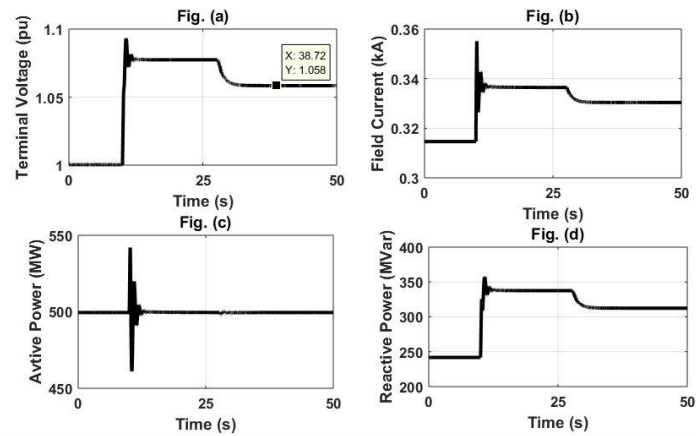 Fig. (a)
Terminal Voltage (pu)
1.1
1.05
1
X: 38.72
Y: 1.058
0
25
50
Time (s)
Fig. (b)
Field Current (kA)
0.36
0.34
0.32
0.3
0
25
50
Time (s)
Fig. (c)
Avtive Power (MW)
550
500
450
0
25
50
Time (s)
Fig. (d)
Reactive Power (MVar)
400
350
300
250
200
0
25
50
Time (s)